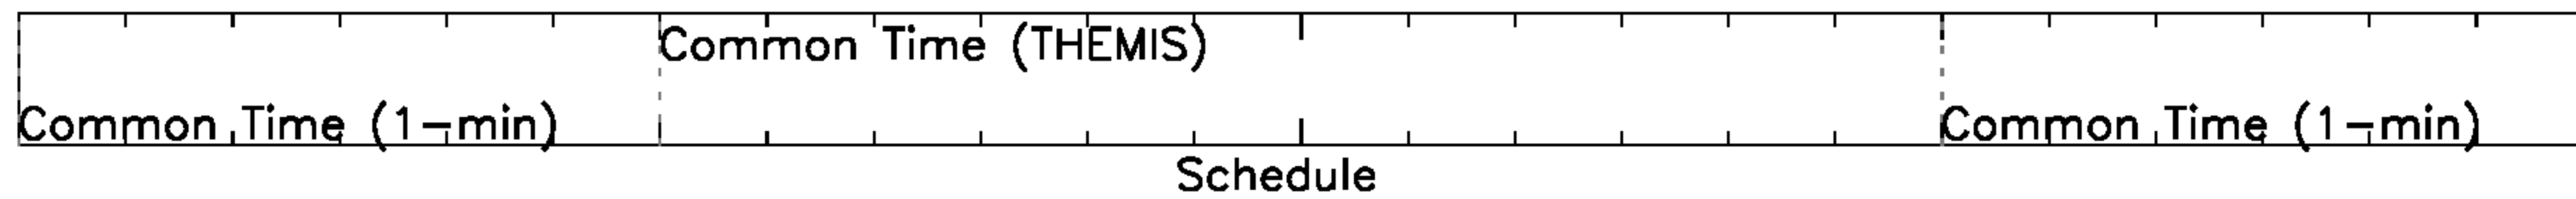 Common Time (THEMIS)
Common Time (1-min)
Common Time (1-min)
Schedule